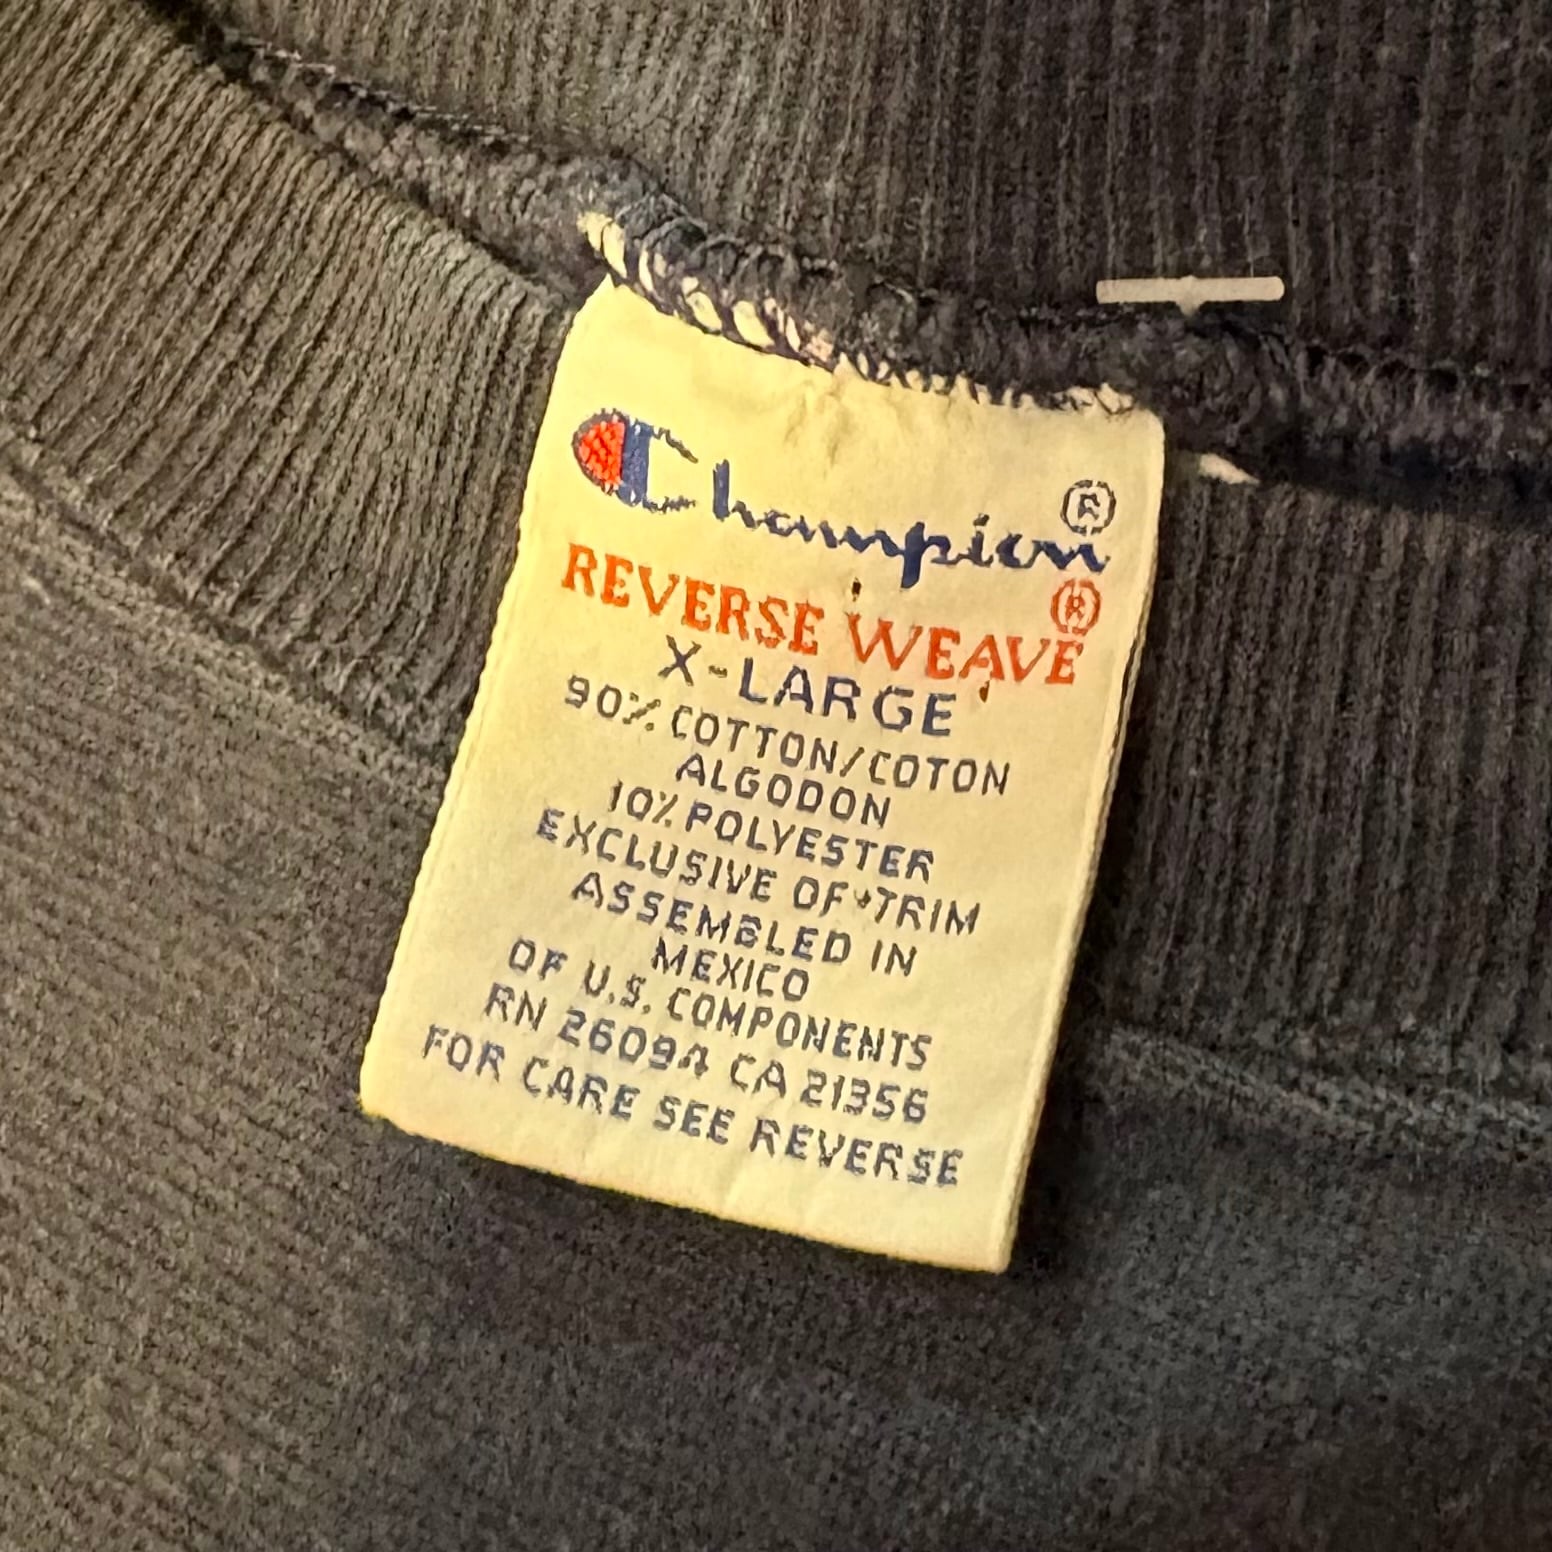 Champion®
REVERSE WEAVE®
X-LARGE
90% COTTON/COTON
ALGODON
10% POLYESTER
EXCLUSIVE OF TRIM
ASSEMBLED IN
MEXICO
OF U.S. COMPONENTS
RN 26094 CA 21356
FOR CARE SEE REVERSE